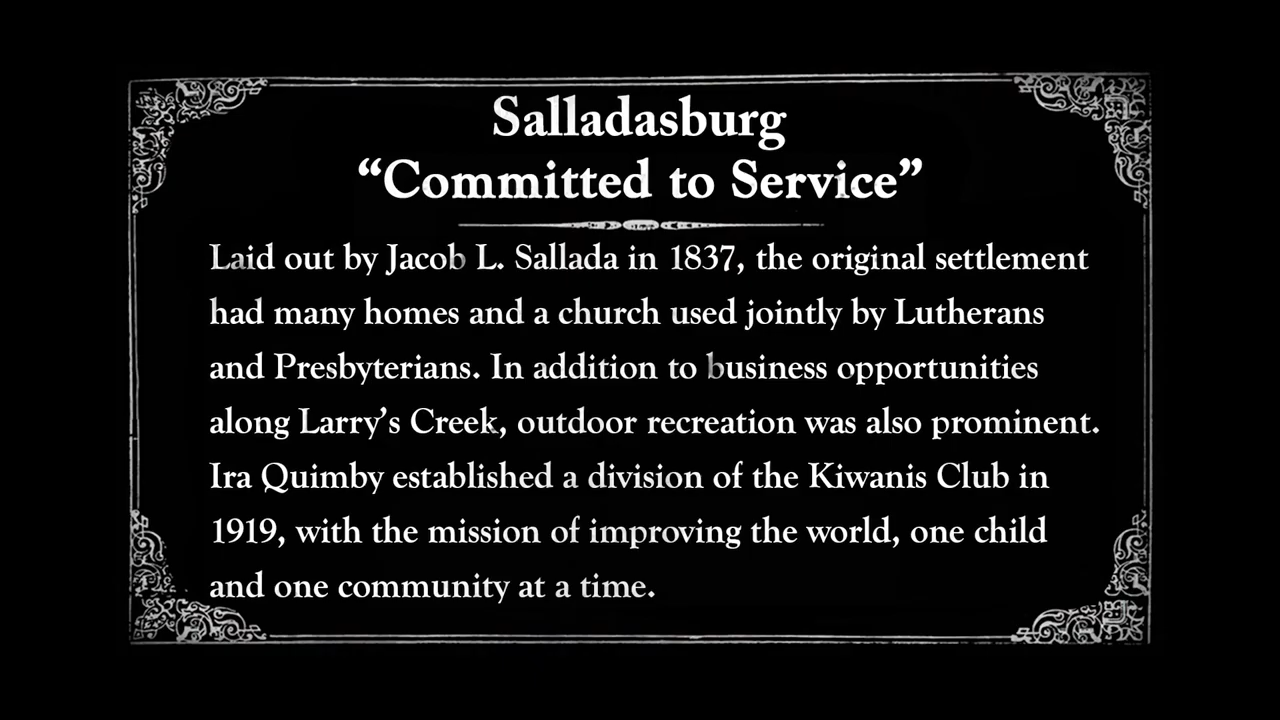 Salladasburg
“Committed to Service”
Laid out by Jacob L. Sallada in 1837, the original settlement
had many homes and a church used jointly by Lutherans
and Presbyterians. In addition to business opportunities
along Larry’s Creek, outdoor recreation was also prominent.
Ira Quimby established a division of the Kiwanis Club in
1919, with the mission of improving the world, one child
and one community at a time.